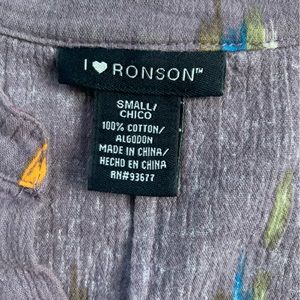 I ♥ RONSON™
SMALL/
CHICO
100% COTTON/
ALGODON
MADE IN CHINA/
HECHO EN CHINA
RN#93677